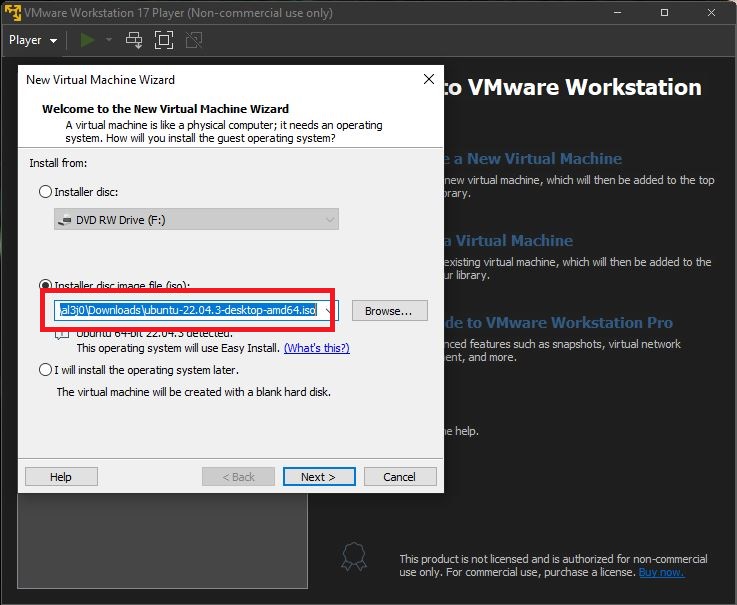 VMware Workstation 17 Player (Non-commercial use only)
Player
New Virtual Machine Wizard
to VMware Workstation
Welcome to the New Virtual Machine Wizard
A virtual machine is like a physical computer; it needs an operating
system. How will you install the guest operating system?
Install from:
Installer disc:
DVD RW Drive (F:)
Installer disc image file (iso):
\al3j0\Downloads\ubuntu-22.04.3-desktop-amd64.iso
Browse...
Ubuntu 64-bit 22.04.3 detected.
This operating system will use Easy Install. (What's this?)
I will install the operating system later.
The virtual machine will be created with a blank hard disk.
Help
< Back
Next >
Cancel
e a New Virtual Machine
new virtual machine, which will then be added to the top
library.
a Virtual Machine
existing virtual machine, which will then be added to the
ur library.
de to VMware Workstation Pro
nced features such as snapshots, virtual network
ment, and more.
e help.
This product is not licensed and is authorized for non-commercial
use only. For commercial use, purchase a license. Buy now.